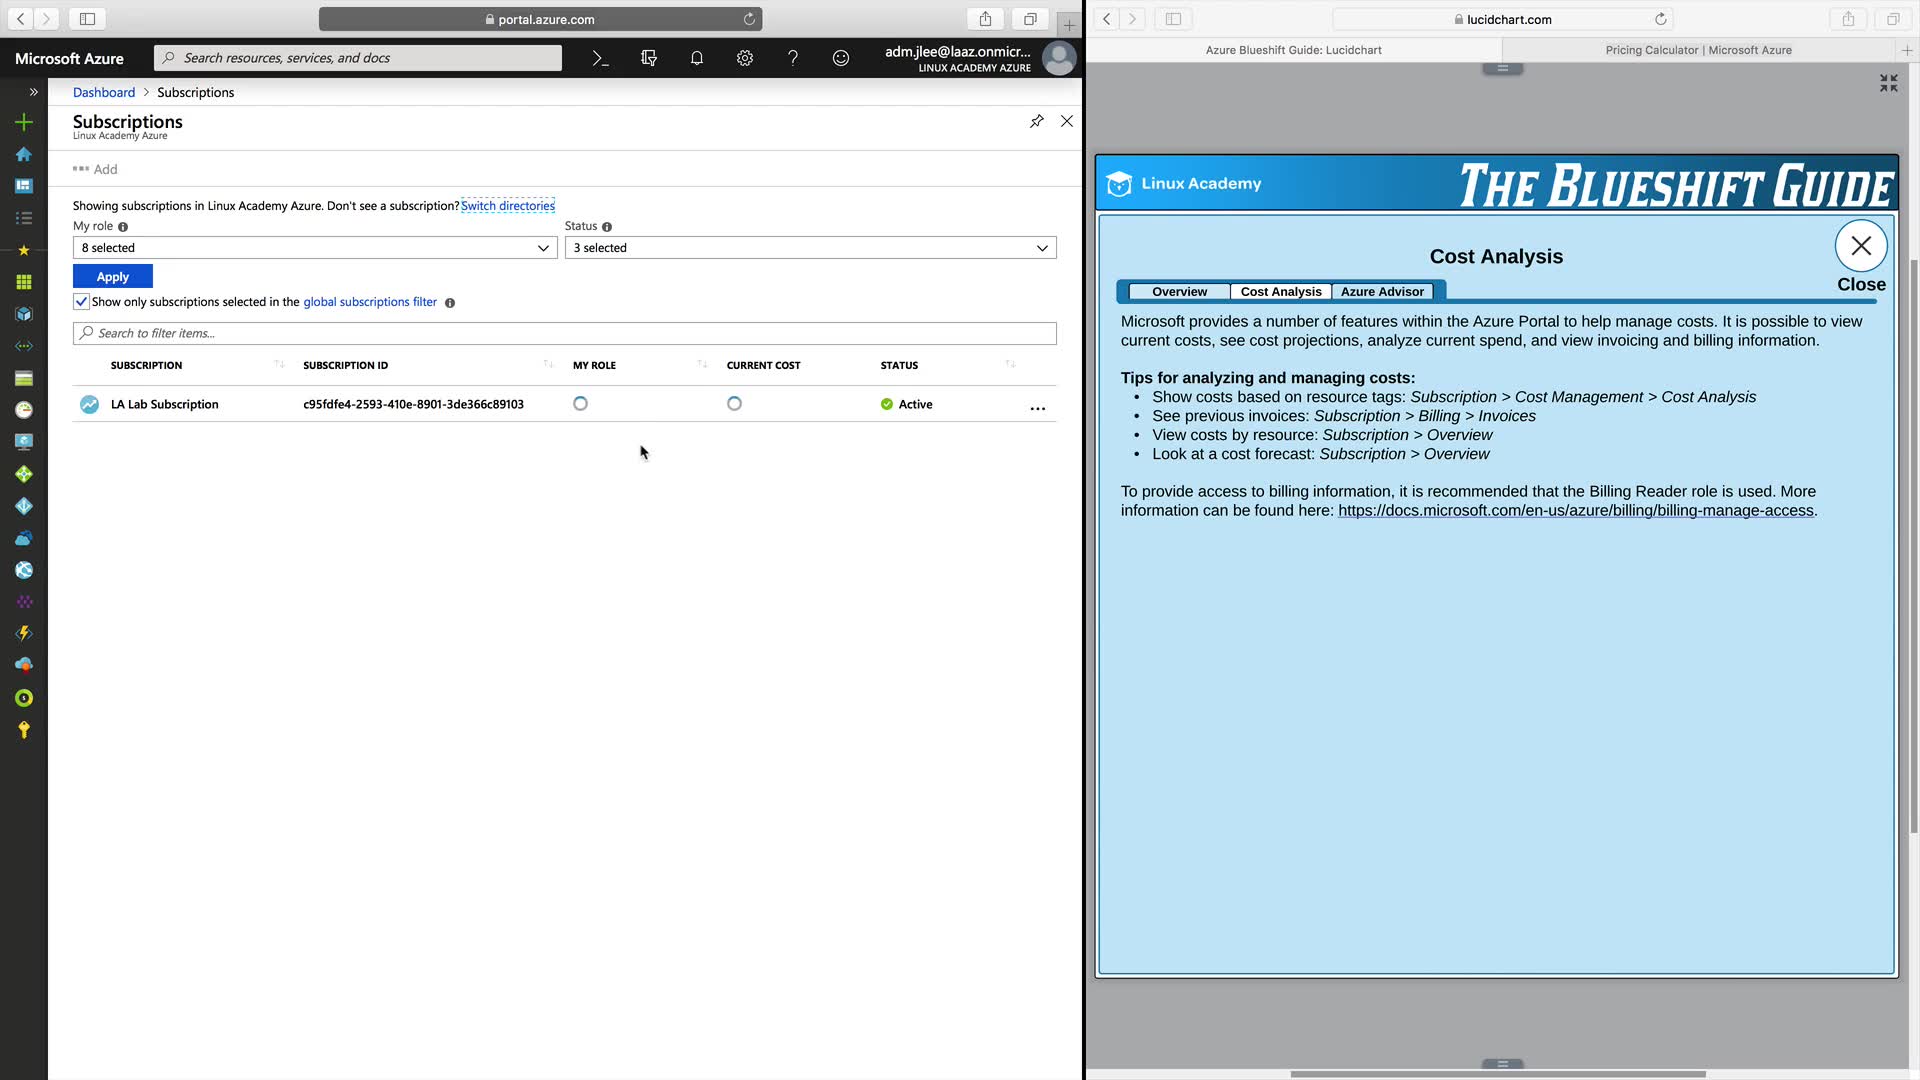 portal.azure.com
Microsoft Azure
Search resources, services, and docs
adm.jlee@laaz.onmicr...
LINUX ACADEMY AZURE
Dashboard > Subscriptions
Subscriptions
Linux Academy Azure
Add
Showing subscriptions in Linux Academy Azure. Don't see a subscription? Switch directories
My role
Status
8 selected
3 selected
Apply
Show only subscriptions selected in the global subscriptions filter
Search to filter items...
SUBSCRIPTION SUBSCRIPTION ID MY ROLE CURRENT COST STATUS
LA Lab Subscription c95fdfe4-2593-410e-8901-3de366c89103 Active ...
lucidchart.com
Azure Blueshift Guide: Lucidchart
Pricing Calculator | Microsoft Azure
Linux Academy
THE BLUESHIFT GUIDE
Cost Analysis
Close
Overview Cost Analysis Azure Advisor
Microsoft provides a number of features within the Azure Portal to help manage costs. It is possible to view
current costs, see cost projections, analyze current spend, and view invoicing and billing information.
Tips for analyzing and managing costs:
• Show costs based on resource tags: Subscription > Cost Management > Cost Analysis
• See previous invoices: Subscription > Billing > Invoices
• View costs by resource: Subscription > Overview
• Look at a cost forecast: Subscription > Overview
To provide access to billing information, it is recommended that the Billing Reader role is used. More
information can be found here: https://docs.microsoft.com/en-us/azure/billing/billing-manage-access.